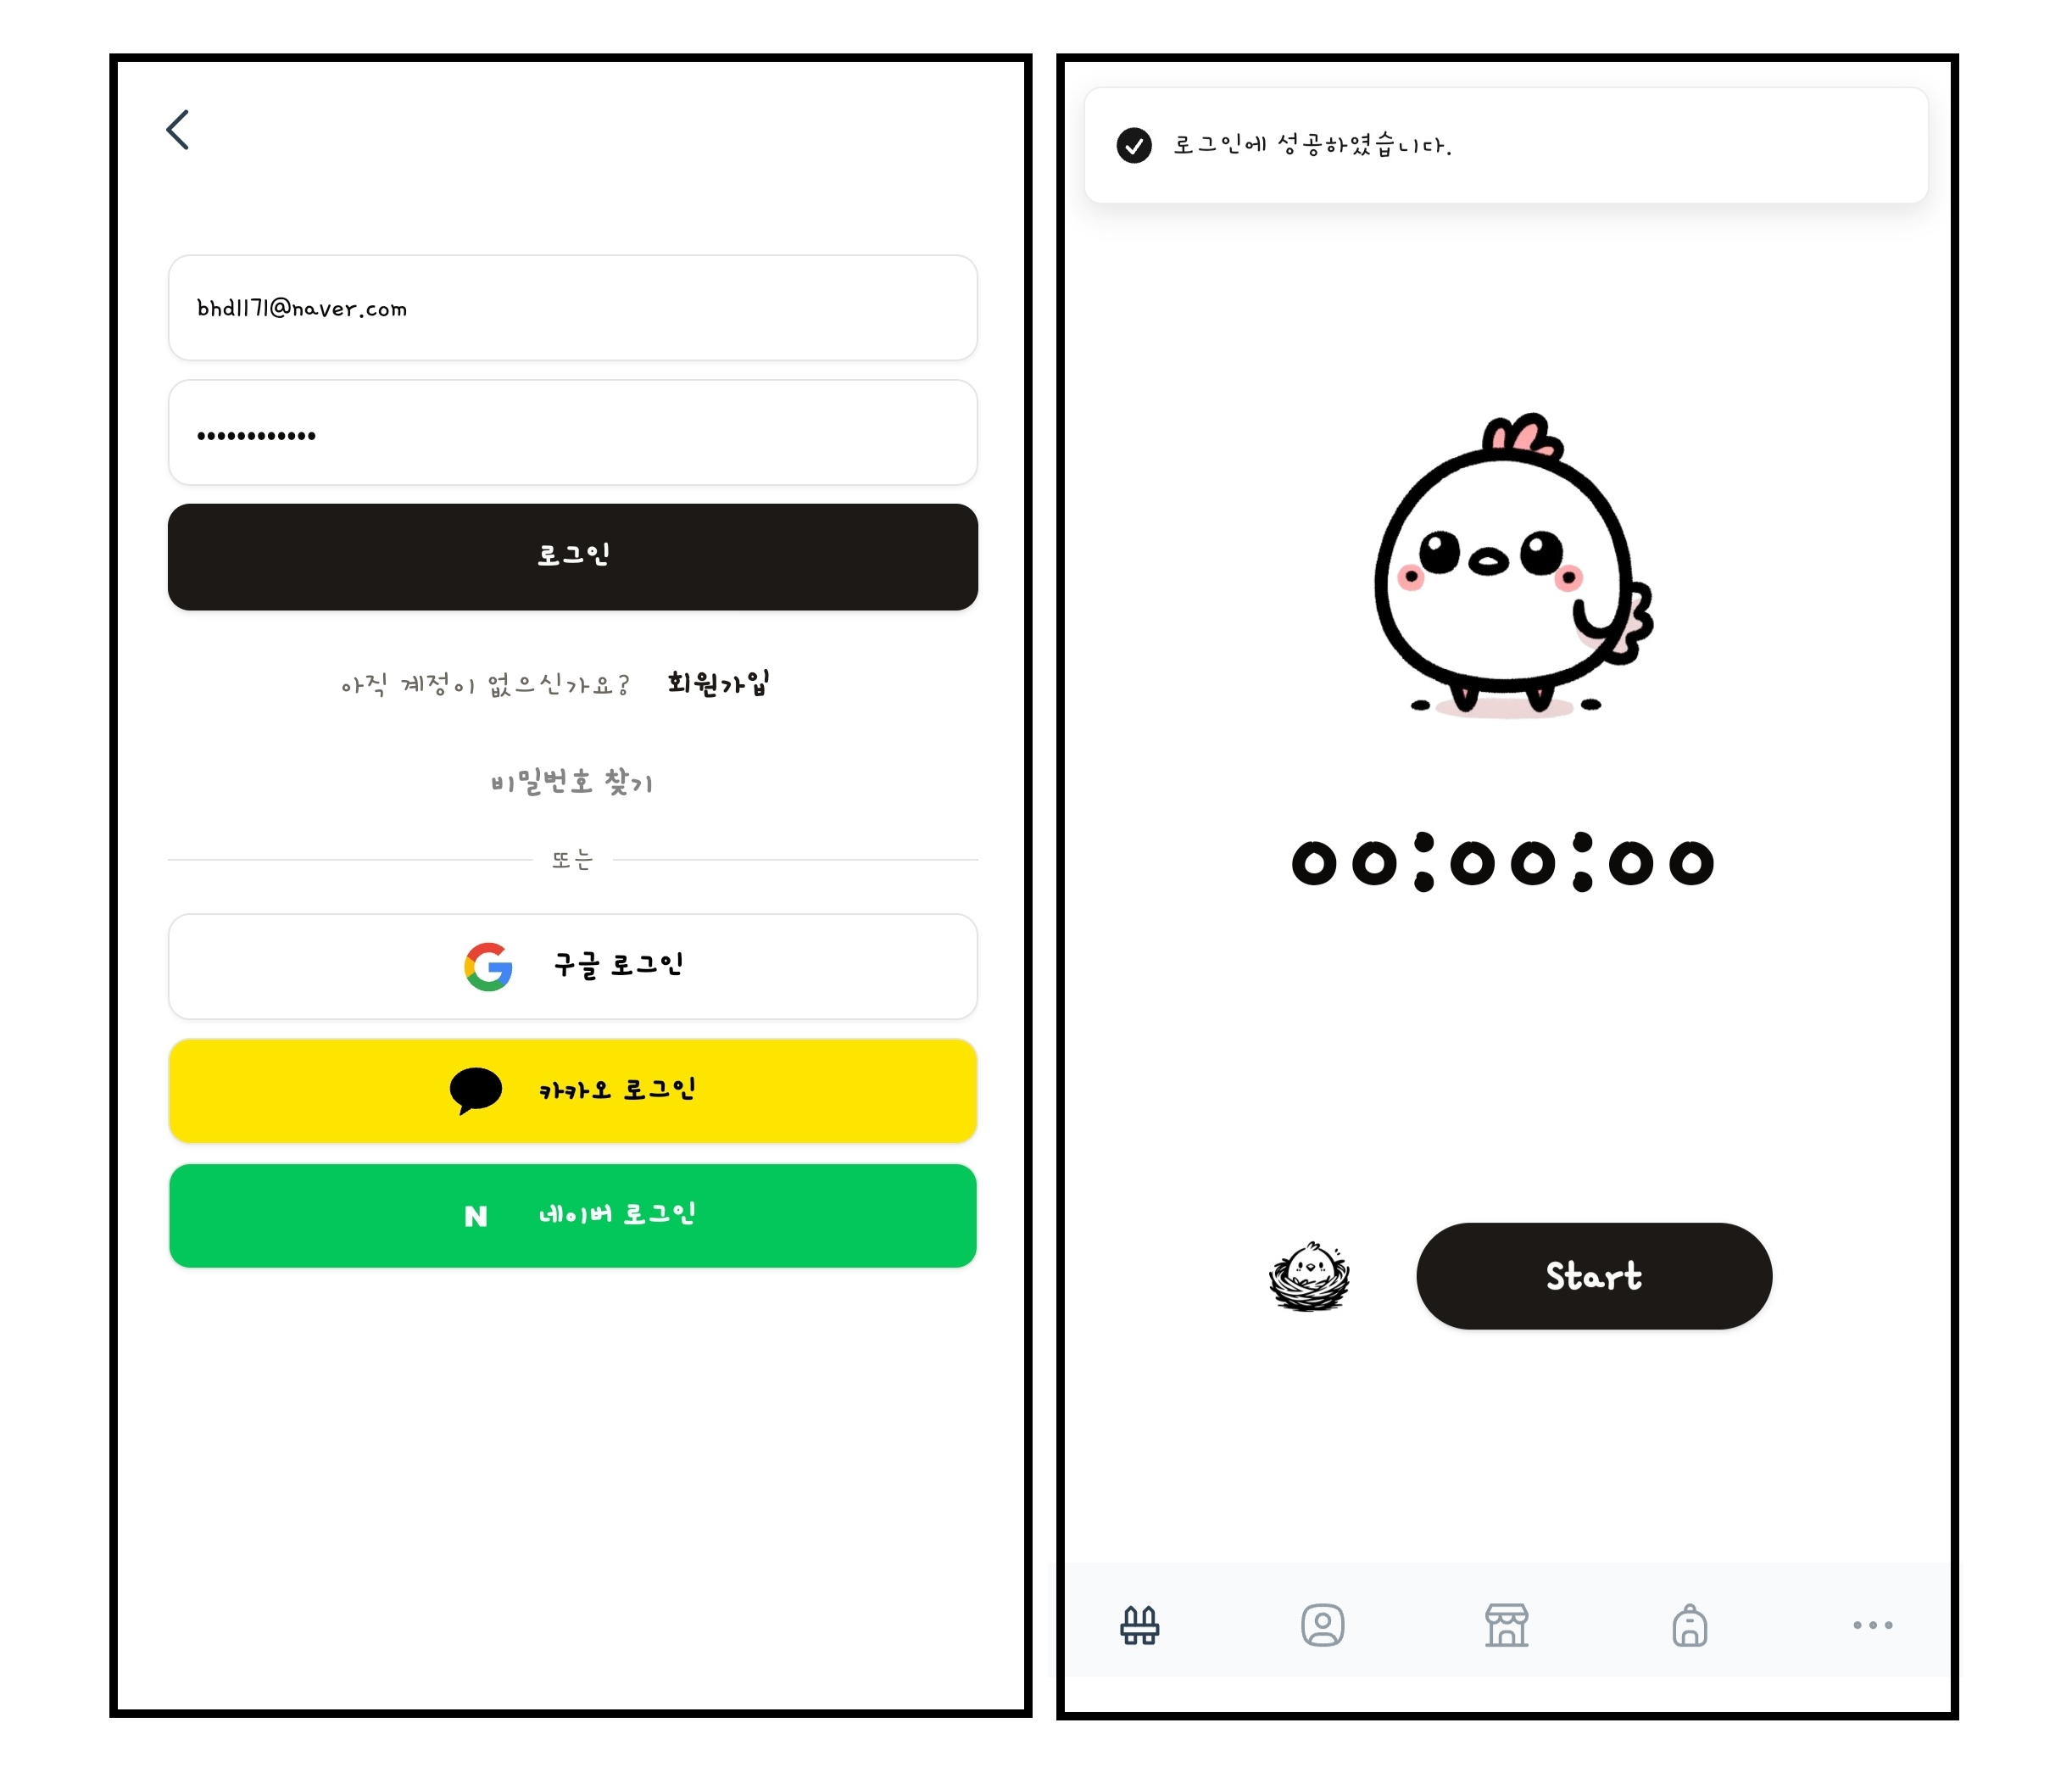 bhd1171@naver.com
••••••••••••
로그인
아직 계정이 없으신가요? 회원가입
비밀번호 찾기
또는
G 구글 로그인
카카오 로그인
N 네이버 로그인
로그인에 성공하였습니다.
00:00:00
Start